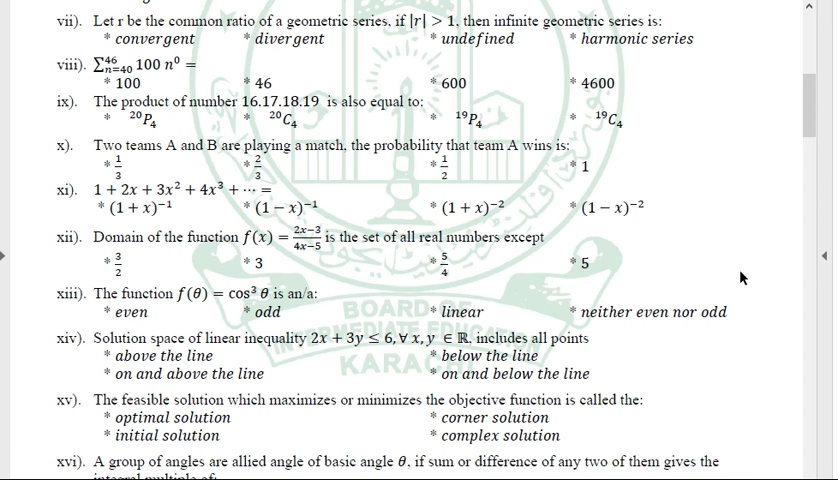 vii). Let r be the common ratio of a geometric series, if |r| > 1, then infinite geometric series is:
* convergent * divergent * undefined * harmonic series
viii). ∑⁴⁶ₙ₌₄₀ 100 n⁰ =
* 100 * 46 * 600 * 4600
ix). The product of number 16.17.18.19 is also equal to:
* ²⁰P₄ * ²⁰C₄ * ¹⁹P₄ * ¹⁹C₄
x). Two teams A and B are playing a match, the probability that team A wins is:
* 1/3 * 2/3 * 1/2 * 1
xi). 1 + 2x + 3x² + 4x³ + ⋯ =
* (1 + x)⁻¹ * (1 − x)⁻¹ * (1 + x)⁻² * (1 − x)⁻²
xii). Domain of the function f(x) = (2x−3)/(4x−5) is the set of all real numbers except
* 3/2 * 3 * 5/4 * 5
xiii). The function f(θ) = cos³ θ is an/a:
* even * odd * linear * neither even nor odd
BOARD OF
xiv). Solution space of linear inequality 2x + 3y ≤ 6, ∀ x, y ∈ ℝ, includes all points
INTERMEDIATE EDUCATION
* above the line * below the line
KARACHI
* on and above the line * on and below the line
xv). The feasible solution which maximizes or minimizes the objective function is called the:
* optimal solution * corner solution
* initial solution * complex solution
xvi). A group of angles are allied angle of basic angle θ, if sum or difference of any two of them gives the